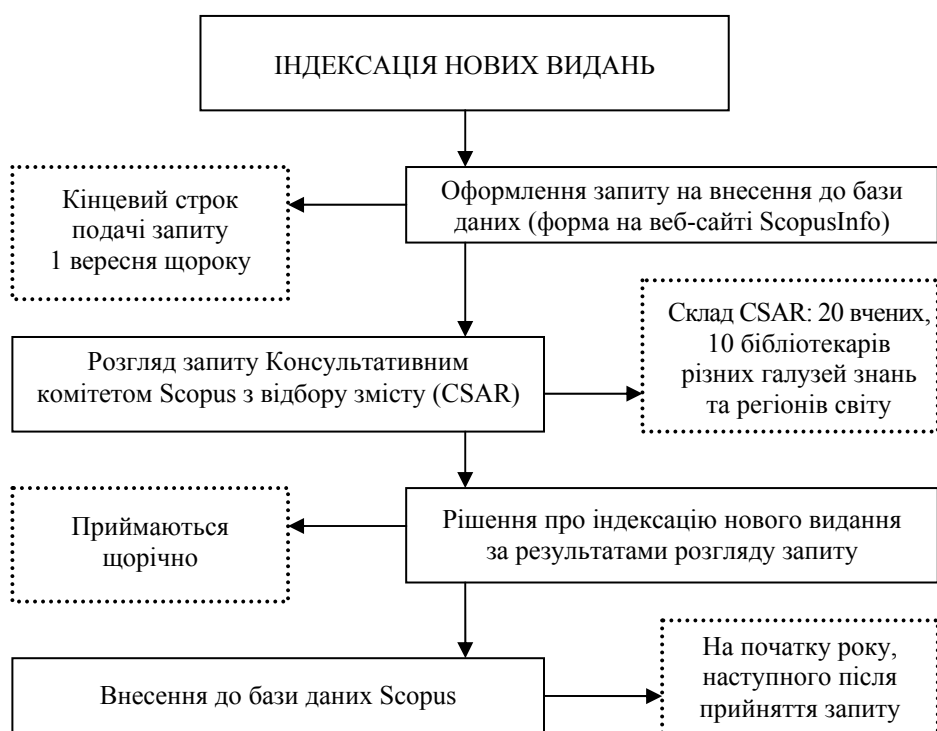 ІНДЕКСАЦІЯ НОВИХ ВИДАНЬ
Оформлення запиту на внесення до бази
даних (форма на веб-сайті ScopusInfo)
Кінцевий строк
подачі запиту
1 вересня щороку
Розгляд запиту Консультативним
комітетом Scopus з відбору змісту (CSAR)
Склад CSAR: 20 вчених,
10 бібліотекарів
різних галузей знань
та регіонів світу
Рішення про індексацію нового видання
за результатами розгляду запиту
Приймаються
щорічно
Внесення до бази даних Scopus
На початку року,
наступного після
прийняття запиту